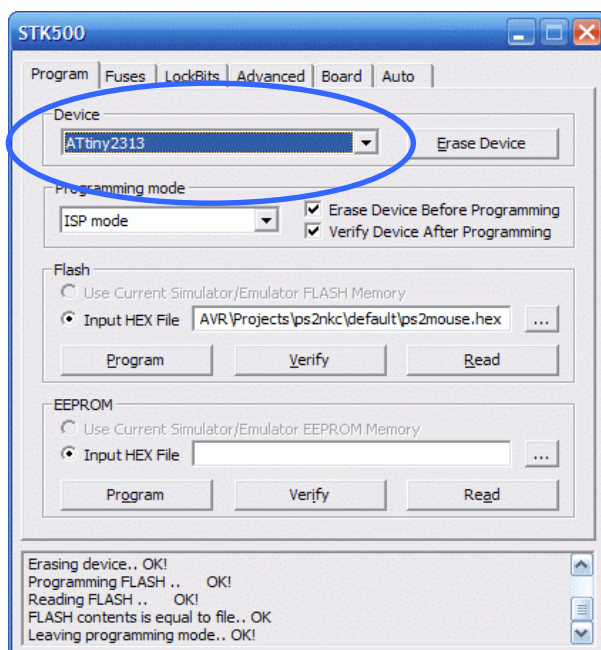 STK500
Program Fuses LockBits Advanced Board Auto
Device
ATtiny2313
Erase Device
Programming mode
ISP mode
Erase Device Before Programming
Verify Device After Programming
Flash
Use Current Simulator/Emulator FLASH Memory
Input HEX File AVR\Projects\ps2nkc\default\ps2mouse.hex ...
Program Verify Read
EEPROM
Use Current Simulator/Emulator EEPROM Memory
Input HEX File ...
Program Verify Read
Erasing device.. OK!
Programming FLASH .. OK!
Reading FLASH .. OK!
FLASH contents is equal to file.. OK
Leaving programming mode.. OK!